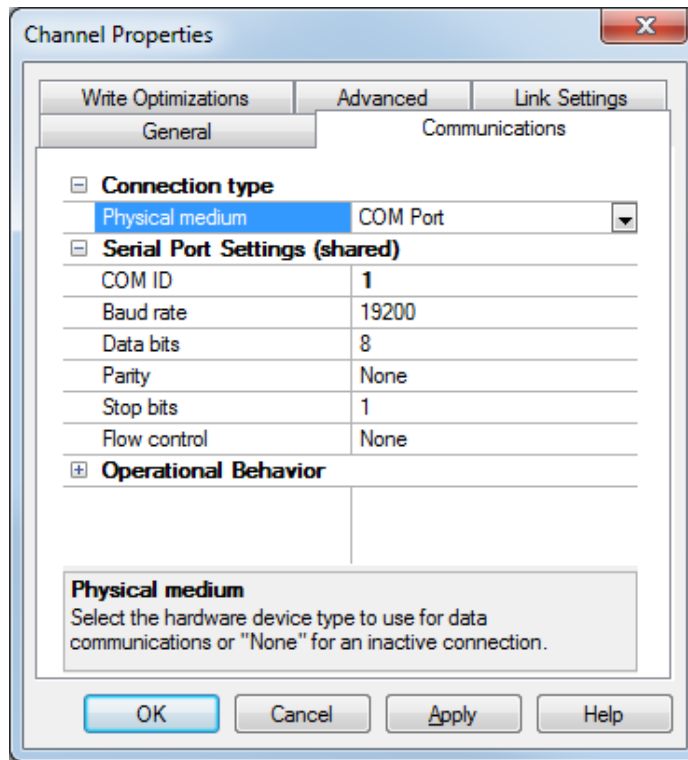 Channel Properties
Write Optimizations Advanced Link Settings
General Communications
Connection type
Physical medium COM Port
Serial Port Settings (shared)
COM ID 1
Baud rate 19200
Data bits 8
Parity None
Stop bits 1
Flow control None
Operational Behavior
Physical medium
Select the hardware device type to use for data
communications or "None" for an inactive connection.
OK Cancel Apply Help